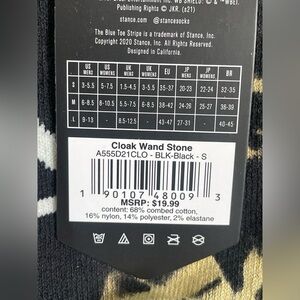 Publishing Rights © JKR. (s21)
stance.com @stancesocks
The Blue Toe Stripe is a trademark of Stance, Inc.
Copyright 2020 Stance, Inc. All Rights Reserved.
Designed in California.
US MENS US WOMENS UK MENS UK WOMENS EU JP MENS JP WOMENS BR
S 3-5.5 5-7.5 1.5-4.5 3-5.5 35-37 20-23 22-24 32-35
M 6-8.5 8-10.5 5.5-8 6-8.5 38-42 24-27 24-27 36-39
L 9-13 8.5-12.5 43-47 27-31 40-45
Cloak Wand Stone
A555D21CLO - BLK-Black - S
1 90107 48009 3
MSRP: $19.99
content: 68% combed cotton,
16% nylon, 14% polyester, 2% elastane